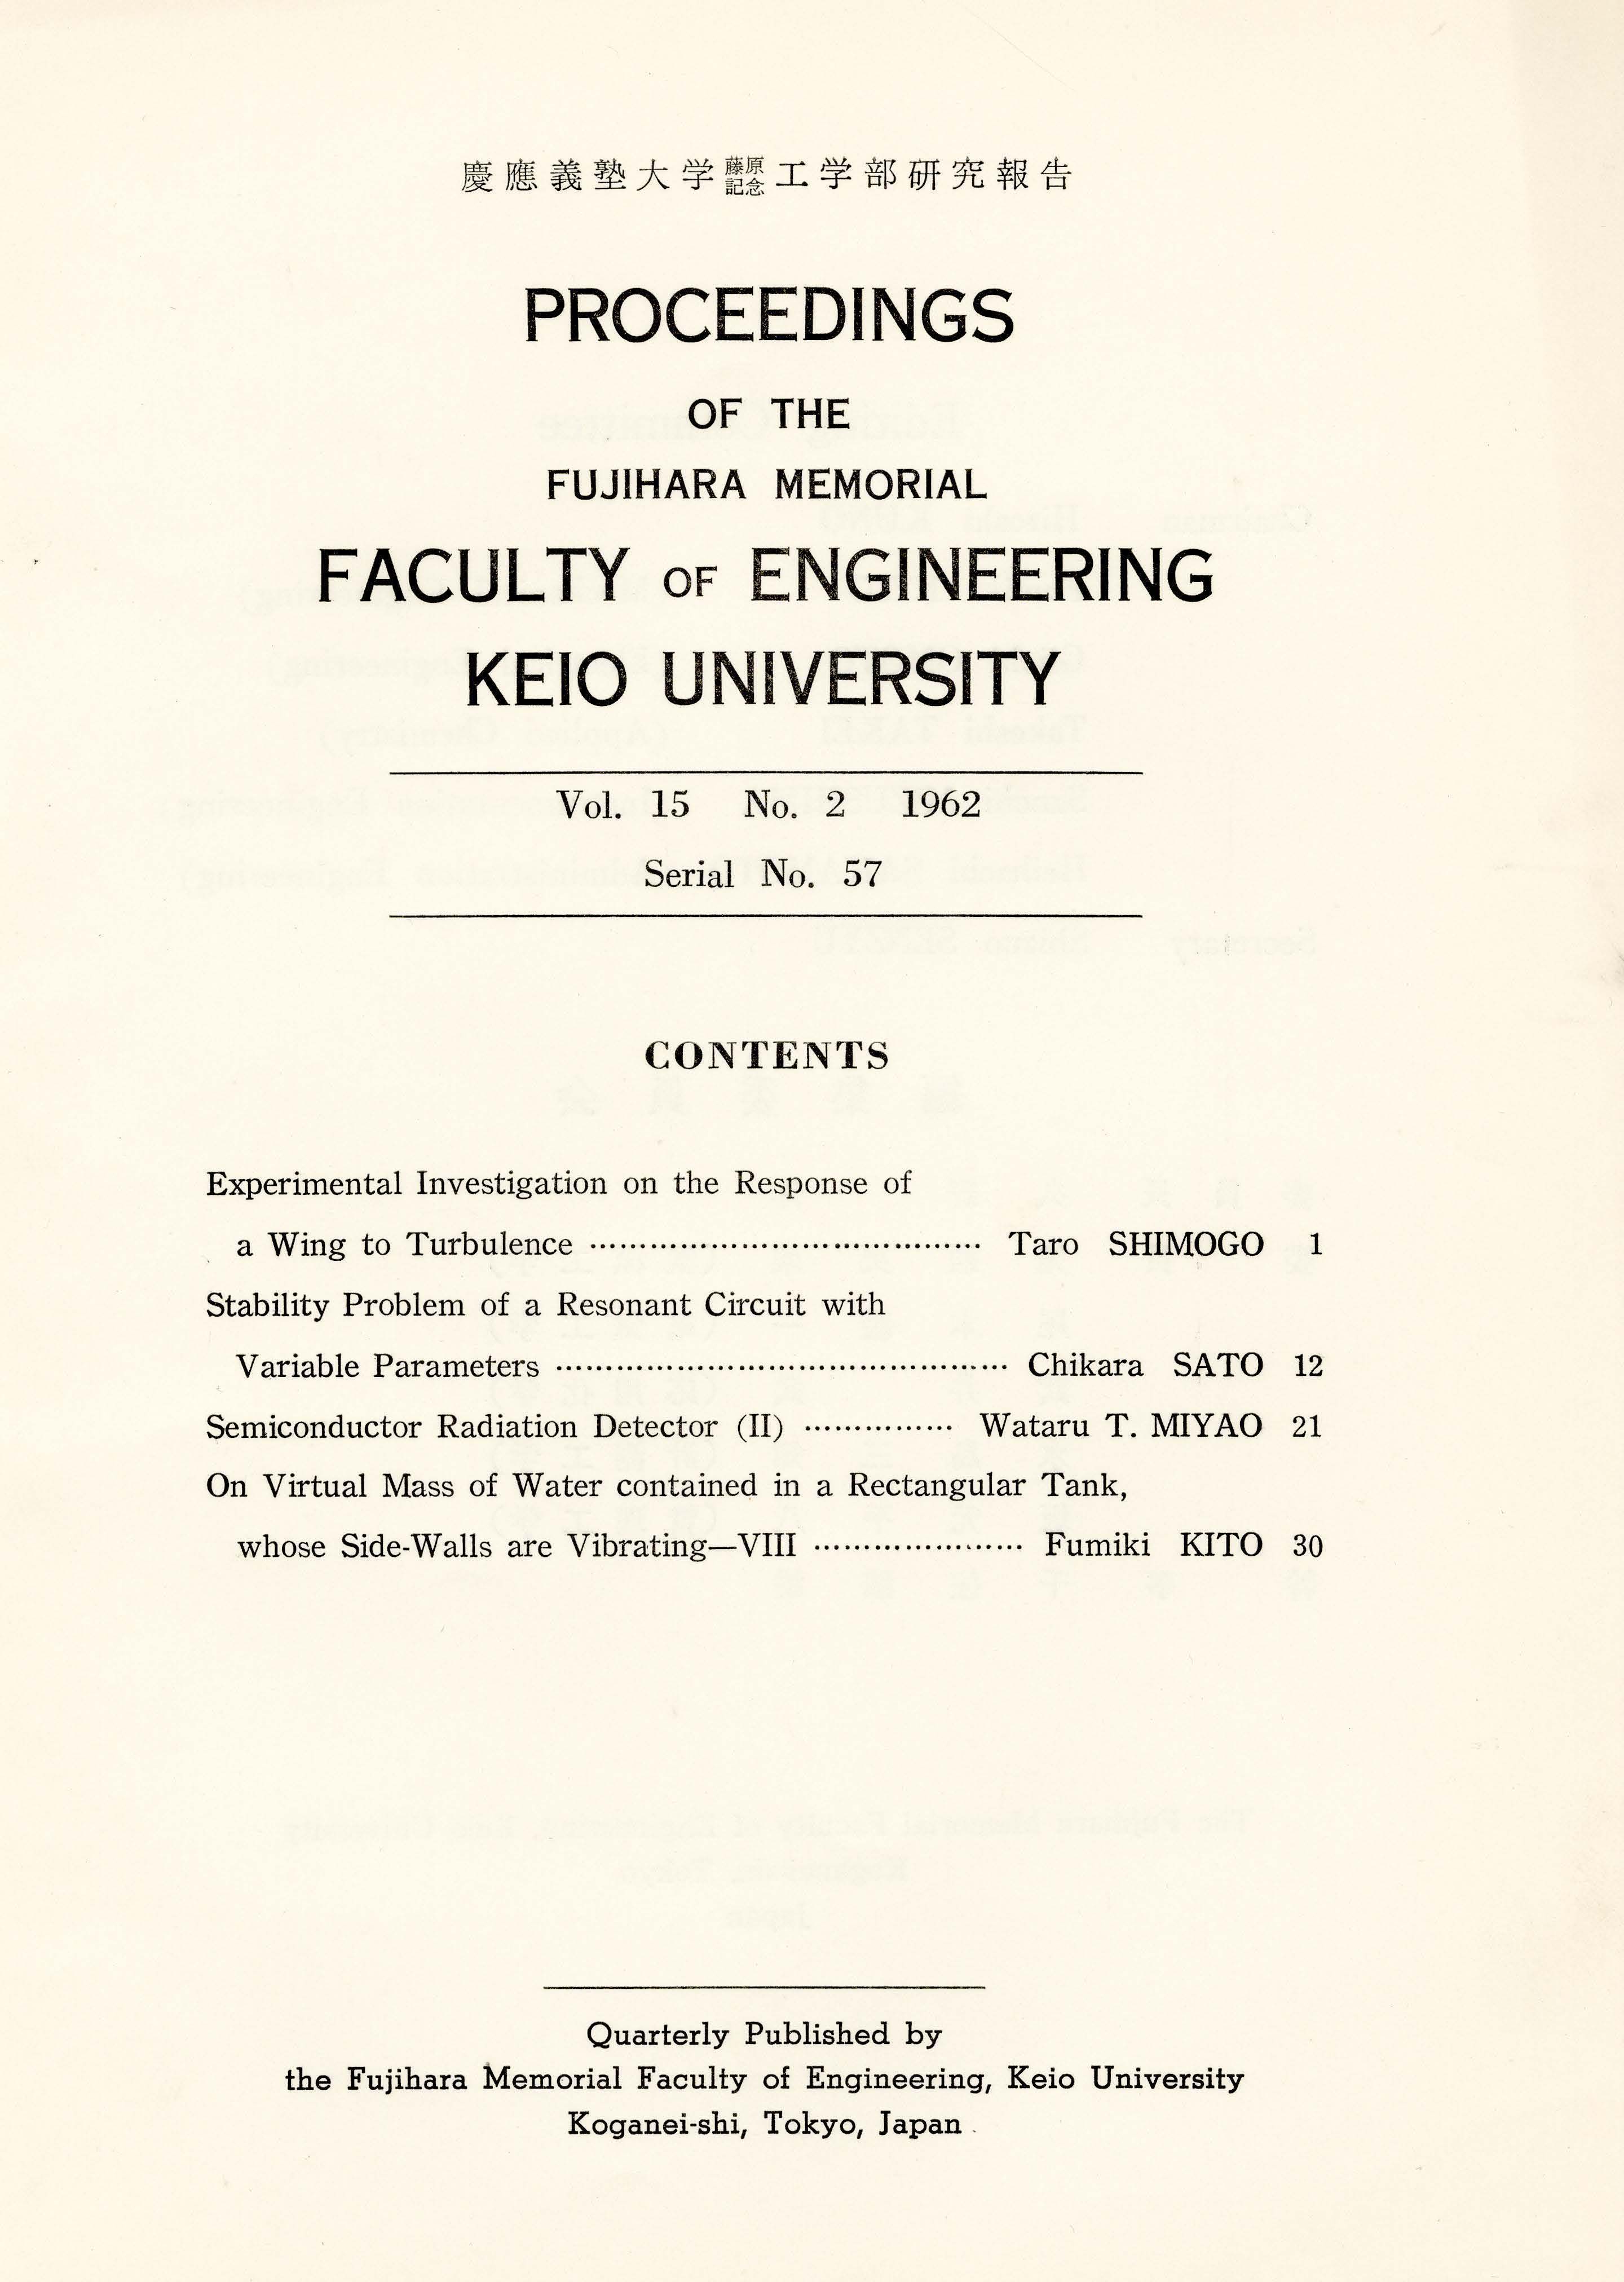 慶應義塾大学藤原記念工学部研究報告
PROCEEDINGS
OF THE
FUJIHARA MEMORIAL
FACULTY OF ENGINEERING
KEIO UNIVERSITY
Vol. 15 No. 2 1962
Serial No. 57
CONTENTS
Experimental Investigation on the Response of
a Wing to Turbulence ······································· Taro SHIMOGO 1
Stability Problem of a Resonant Circuit with
Variable Parameters ············································· Chikara SATO 12
Semiconductor Radiation Detector (II) ··············· Wataru T. MIYAO 21
On Virtual Mass of Water contained in a Rectangular Tank,
whose Side-Walls are Vibrating—VIII ····················· Fumiki KITO 30
Quarterly Published by
the Fujihara Memorial Faculty of Engineering, Keio University
Koganei-shi, Tokyo, Japan